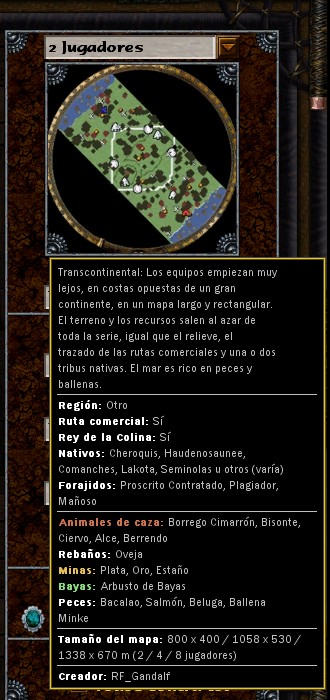 2 Jugadores
Transcontinental: Los equipos empiezan muy
lejos, en costas opuestas de un gran
continente, en un mapa largo y rectangular.
El terreno y los recursos salen al azar de
toda la serie, igual que el relieve, el
trazado de las rutas comerciales y una o dos
tribus nativas. El mar es rico en peces y
ballenas.
Región: Otro
Ruta comercial: Sí
Rey de la Colina: Sí
Nativos: Cheroquis, Haudenosaunee,
Comanches, Lakota, Seminolas u otros (varía)
Forajidos: Proscrito Contratado, Plagiador,
Mañoso
Animales de caza: Borrego Cimarrón, Bisonte,
Ciervo, Alce, Berrendo
Rebaños: Oveja
Minas: Plata, Oro, Estaño
Bayas: Arbusto de Bayas
Peces: Bacalao, Salmón, Beluga, Ballena
Minke
Tamaño del mapa: 800 x 400 / 1058 x 530 /
1338 x 670 m (2 / 4 / 8 jugadores)
Creador: RF_Gandalf